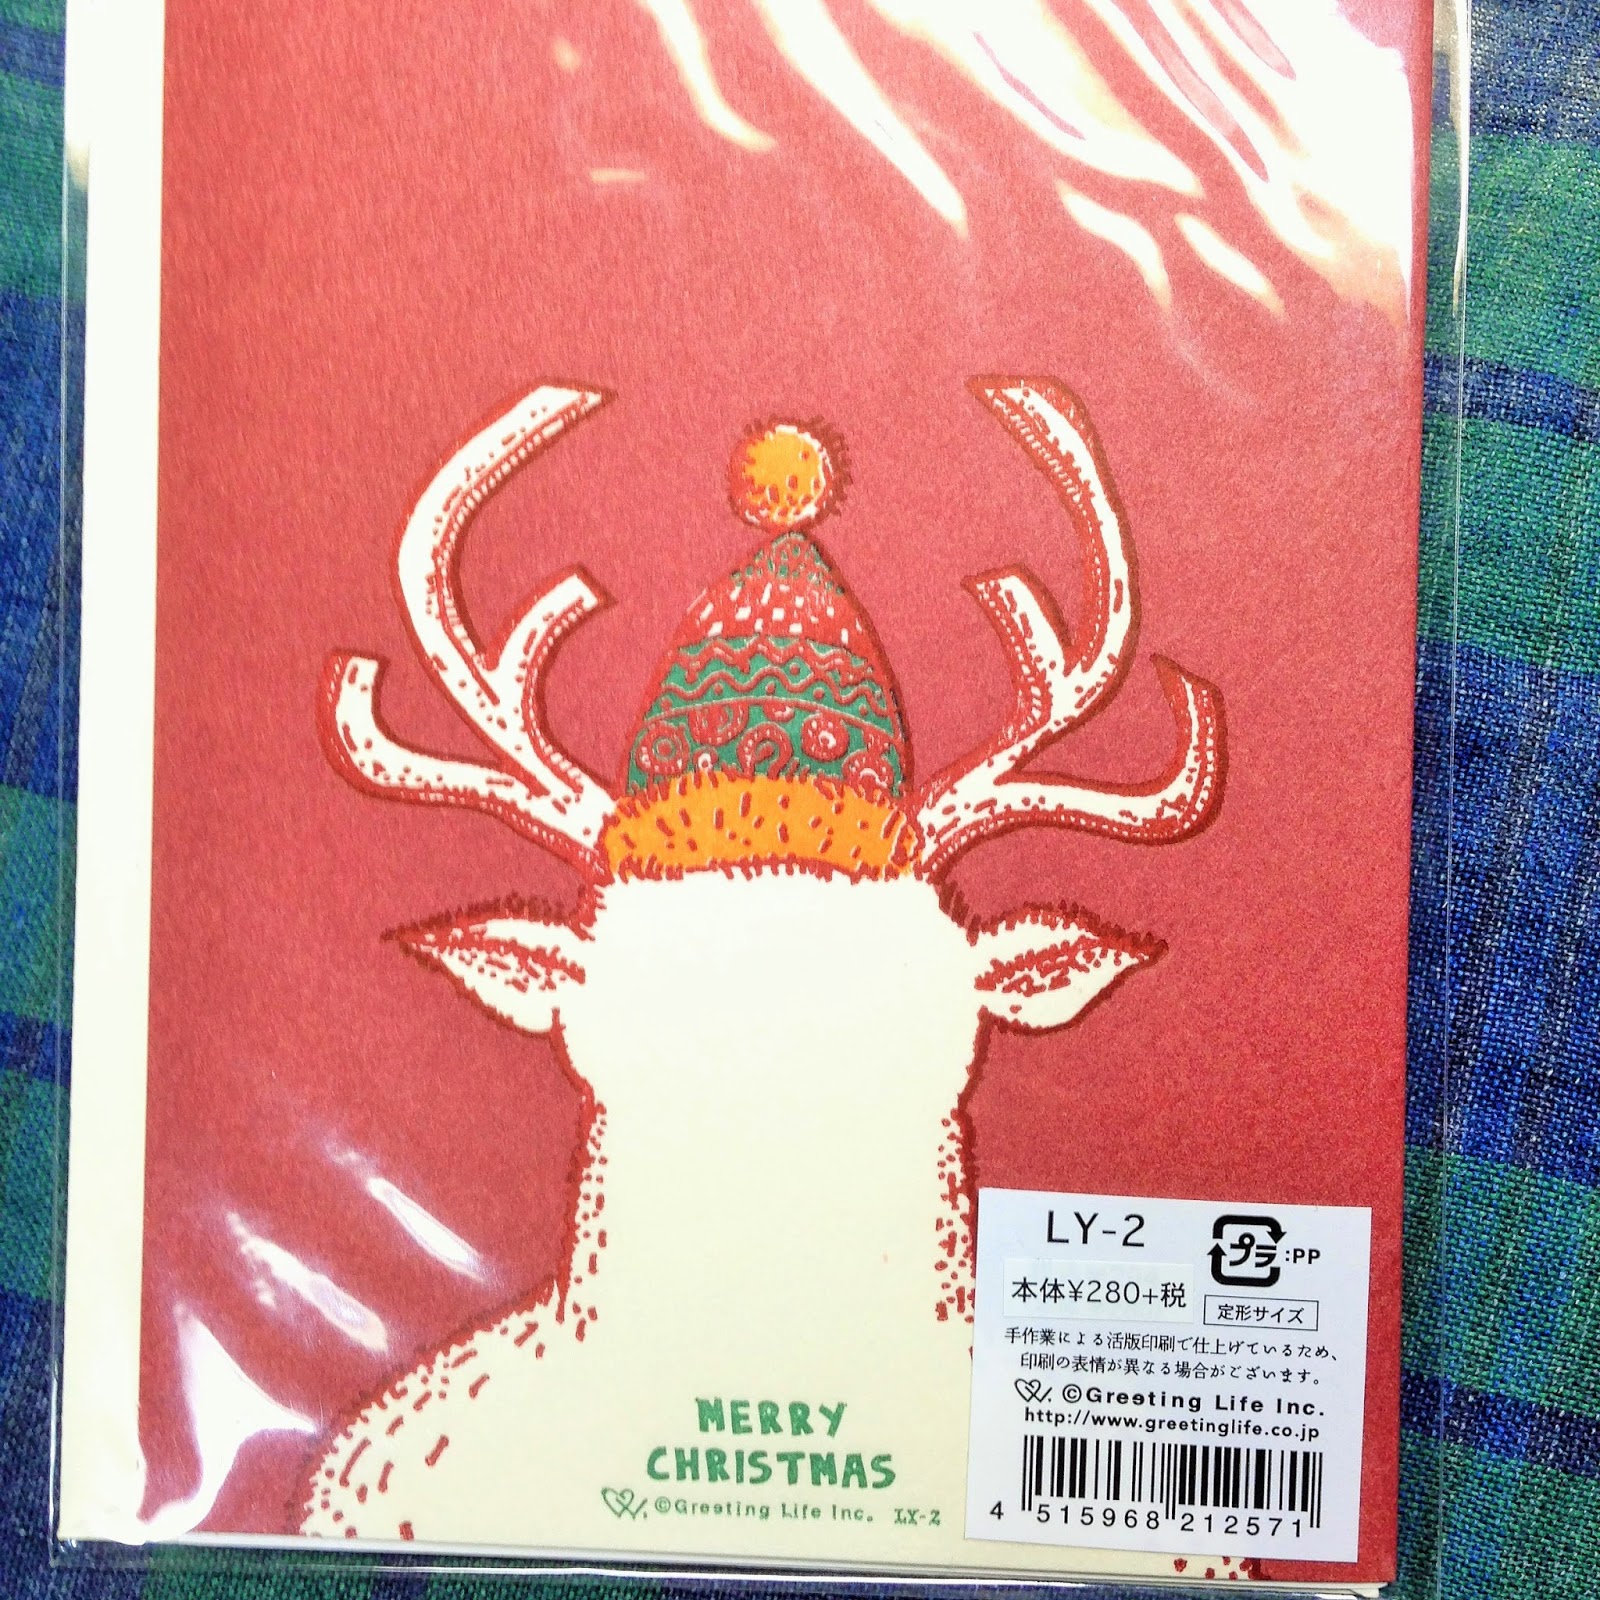 MERRY
CHRISTMAS
©Greeting Life Inc. LY-2
LY-2
プラ :PP
本体¥280+税
定形サイズ
手作業による活版印刷で仕上げているため、
印刷の表情が異なる場合がございます。
©Greeting Life Inc.
http://www.greetinglife.co.jp
4 515968 212571